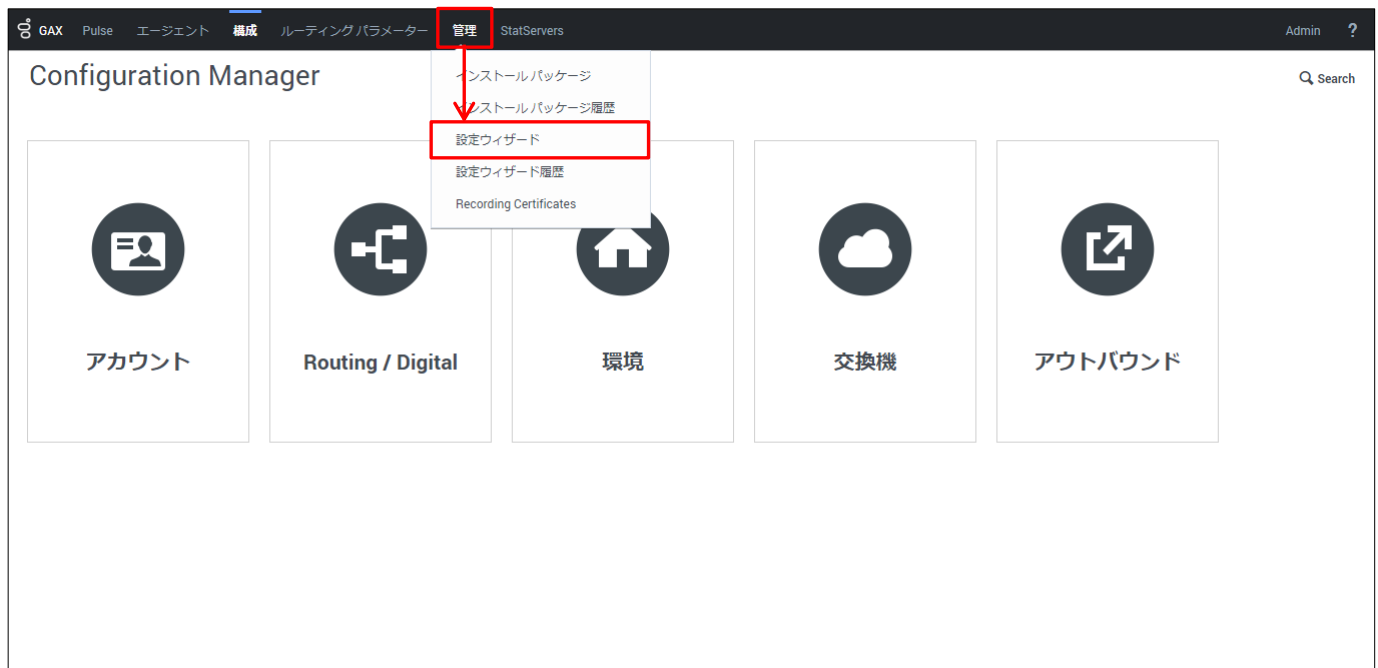 GAX Pulse エージェント 構成 ルーティング パラメーター 管理 StatServers Admin ?
Configuration Manager
Search
インストール パッケージ
インストール パッケージ履歴
設定ウィザード
設定ウィザード履歴
Recording Certificates
アカウント
Routing / Digital
環境
交換機
アウトバウンド